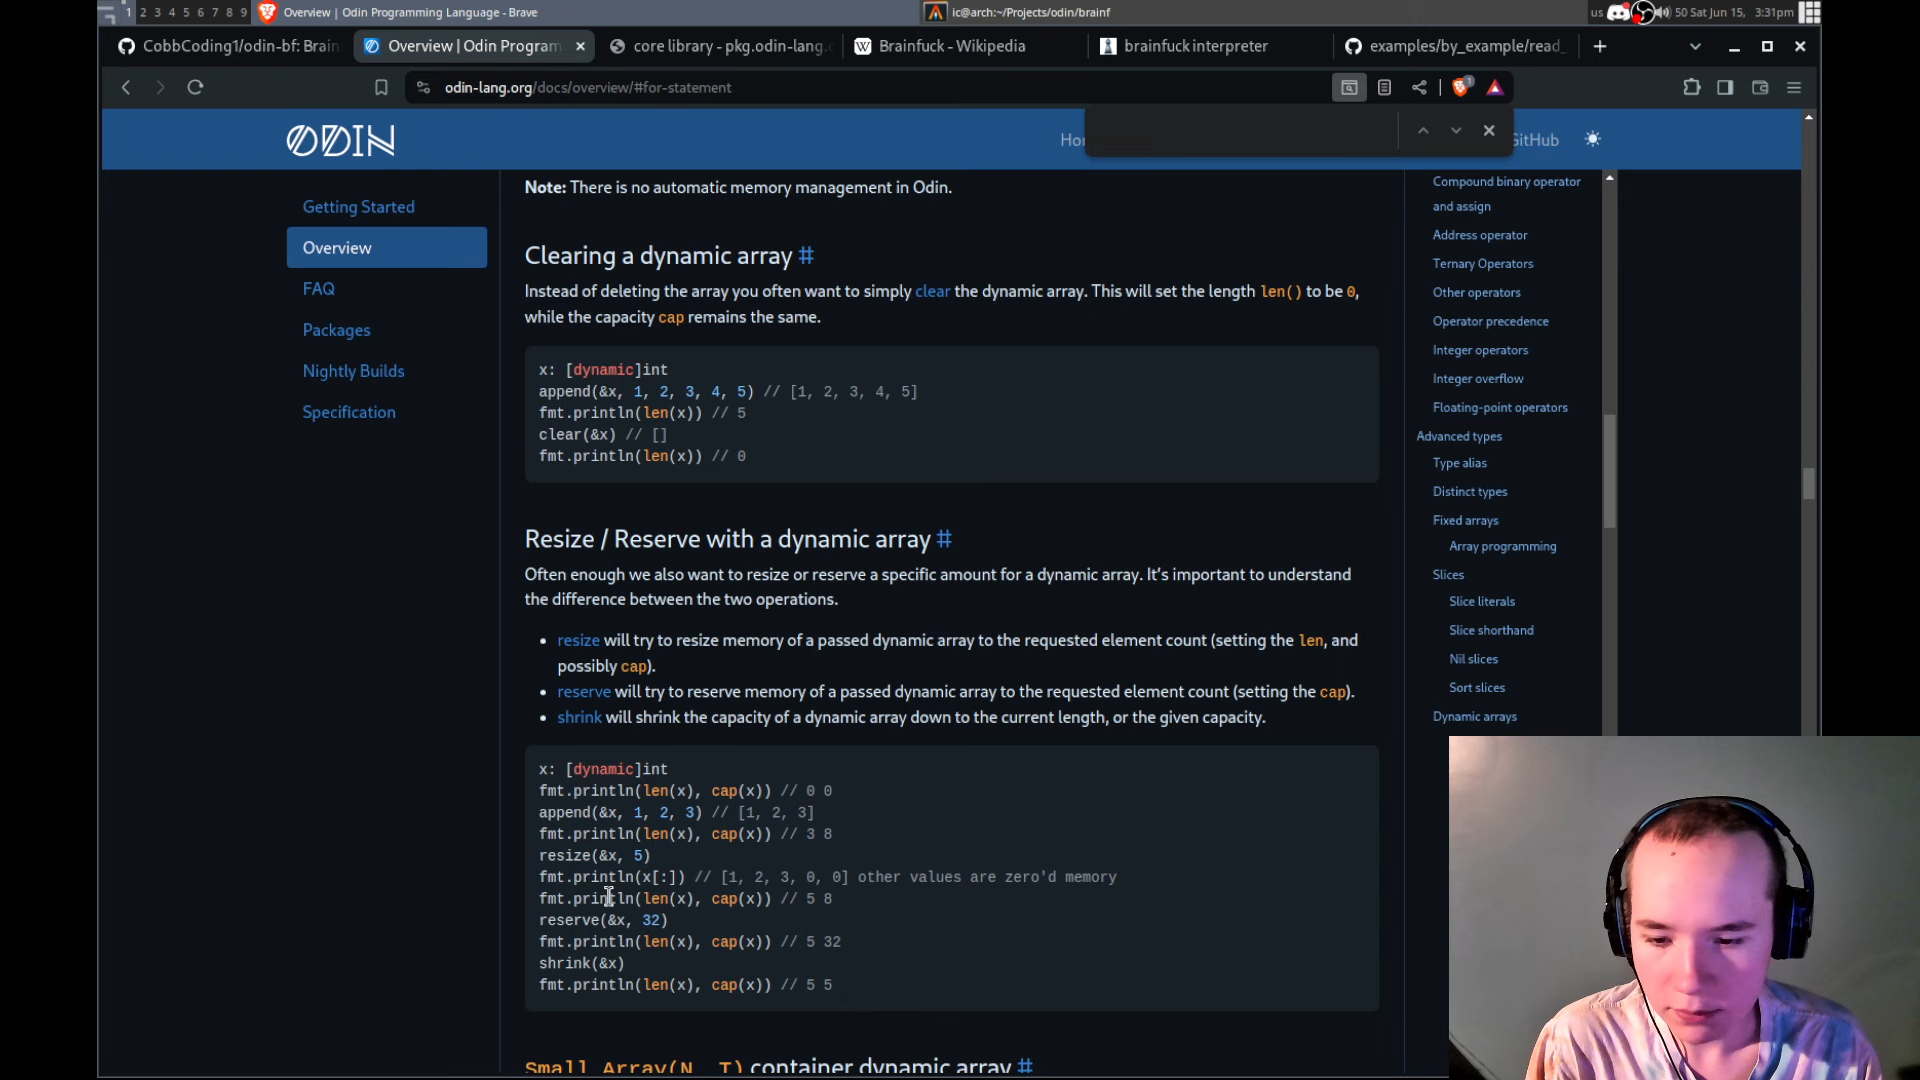 1 2 3 4 5 6 7 8 9 Overview | Odin Programming Language - Brave ic@arch:~/Projects/odin/brainf us 50 Sat Jun 15, 3:31pm
CobbCoding1/odin-bf: Brain Overview | Odin Program core library - pkg.odin-lang. Brainfuck - Wikipedia brainfuck interpreter examples/by_example/read_
odin-lang.org/docs/overview/#for-statement 1
ODIN Hom GitHub
Getting Started
Overview
FAQ
Packages
Nightly Builds
Specification
Note: There is no automatic memory management in Odin.
Clearing a dynamic array #
Instead of deleting the array you often want to simply clear the dynamic array. This will set the length len() to be 0,
while the capacity cap remains the same.
x: [dynamic]int
append(&x, 1, 2, 3, 4, 5) // [1, 2, 3, 4, 5]
fmt.println(len(x)) // 5
clear(&x) // []
fmt.println(len(x)) // 0
Resize / Reserve with a dynamic array #
Often enough we also want to resize or reserve a specific amount for a dynamic array. It's important to understand
the difference between the two operations.
• resize will try to resize memory of a passed dynamic array to the requested element count (setting the len, and
possibly cap).
• reserve will try to reserve memory of a passed dynamic array to the requested element count (setting the cap).
• shrink will shrink the capacity of a dynamic array down to the current length, or the given capacity.
x: [dynamic]int
fmt.println(len(x), cap(x)) // 0 0
append(&x, 1, 2, 3) // [1, 2, 3]
fmt.println(len(x), cap(x)) // 3 8
resize(&x, 5)
fmt.println(x[:]) // [1, 2, 3, 0, 0] other values are zero'd memory
fmt.println(len(x), cap(x)) // 5 8
reserve(&x, 32)
fmt.println(len(x), cap(x)) // 5 32
shrink(&x)
fmt.println(len(x), cap(x)) // 5 5
Small_Array(N, T) container dynamic array #
Compound binary operator
and assign
Address operator
Ternary Operators
Other operators
Operator precedence
Integer operators
Integer overflow
Floating-point operators
Advanced types
Type alias
Distinct types
Fixed arrays
Array programming
Slices
Slice literals
Slice shorthand
Nil slices
Sort slices
Dynamic arrays